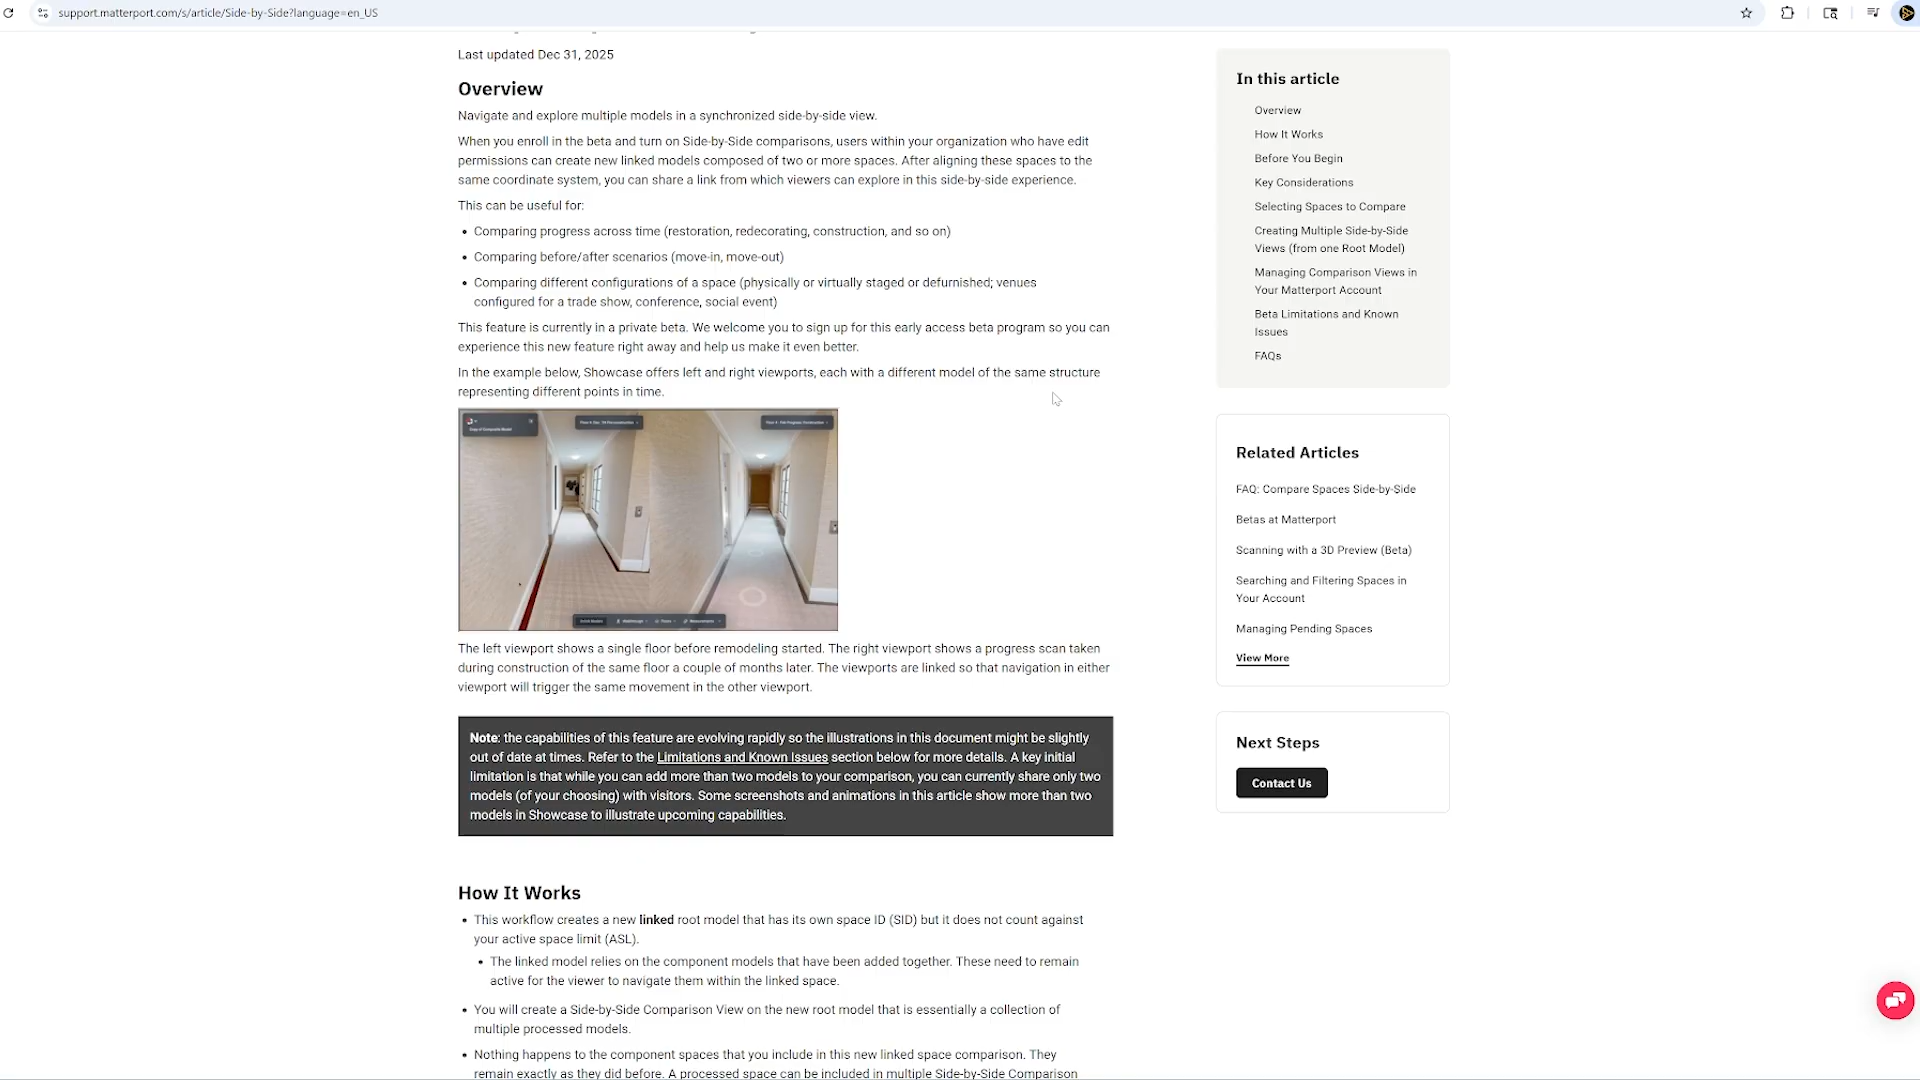 support.matterport.com/s/article/Side-by-Side?language=en_US
Last updated Dec 31, 2025
Overview
Navigate and explore multiple models in a synchronized side-by-side view.
When you enroll in the beta and turn on Side-by-Side comparisons, users within your organization who have edit
permissions can create new linked models composed of two or more spaces. After aligning these spaces to the
same coordinate system, you can share a link from which viewers can explore in this side-by-side experience.
This can be useful for:
• Comparing progress across time (restoration, redecorating, construction, and so on)
• Comparing before/after scenarios (move-in, move-out)
• Comparing different configurations of a space (physically or virtually staged or defurnished; venues
configured for a trade show, conference, social event)
This feature is currently in a private beta. We welcome you to sign up for this early access beta program so you can
experience this new feature right away and help us make it even better.
In the example below, Showcase offers left and right viewports, each with a different model of the same structure
representing different points in time.
The left viewport shows a single floor before remodeling started. The right viewport shows a progress scan taken
during construction of the same floor a couple of months later. The viewports are linked so that navigation in either
viewport will trigger the same movement in the other viewport.
Note: the capabilities of this feature are evolving rapidly so the illustrations in this document might be slightly
out of date at times. Refer to the Limitations and Known Issues section below for more details. A key initial
limitation is that while you can add more than two models to your comparison, you can currently share only two
models (of your choosing) with visitors. Some screenshots and animations in this article show more than two
models in Showcase to illustrate upcoming capabilities.
How It Works
• This workflow creates a new linked root model that has its own space ID (SID) but it does not count against
your active space limit (ASL).
• The linked model relies on the component models that have been added together. These need to remain
active for the viewer to navigate them within the linked space.
• You will create a Side-by-Side Comparison View on the new root model that is essentially a collection of
multiple processed models.
• Nothing happens to the component spaces that you include in this new linked space comparison. They
remain exactly as they did before. A processed space can be included in multiple Side-by-Side Comparison
In this article
Overview
How It Works
Before You Begin
Key Considerations
Selecting Spaces to Compare
Creating Multiple Side-by-Side
Views (from one Root Model)
Managing Comparison Views in
Your Matterport Account
Beta Limitations and Known
Issues
FAQs
Related Articles
FAQ: Compare Spaces Side-by-Side
Betas at Matterport
Scanning with a 3D Preview (Beta)
Searching and Filtering Spaces in
Your Account
Managing Pending Spaces
View More
Next Steps
Contact Us